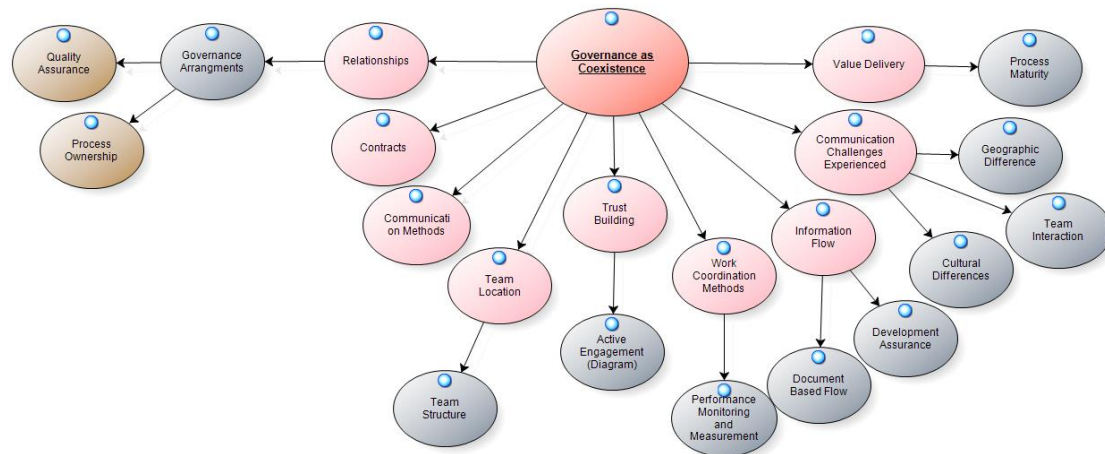 Governance as
Coexistence
Quality
Assurance
Governance
Arrangments
Relationships
Value Delivery
Process
Maturity
Process
Ownership
Contracts
Communication
Challenges
Experienced
Geographic
Difference
Communicati
on Methods
Trust
Building
Information
Flow
Team
Interaction
Team
Location
Work
Coordination
Methods
Cultural
Differences
Active
Engagement
(Diagram)
Development
Assurance
Team
Structure
Performance
Monitoring
and
Measurement
Document
Based Flow